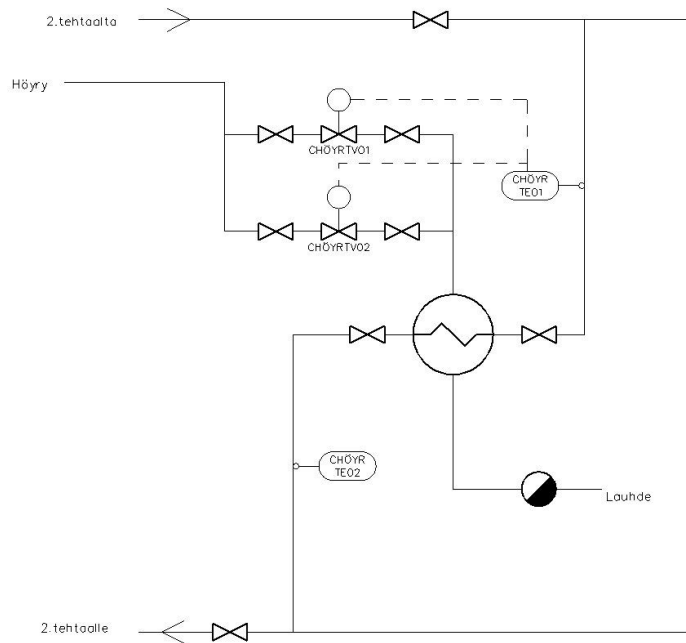 2.tehtaalta
Höyry
CHÖYRTV01
CHÖYR
TE01
CHÖYRTV02
CHÖYR
TE02
Lauhde
2.tehtaalle